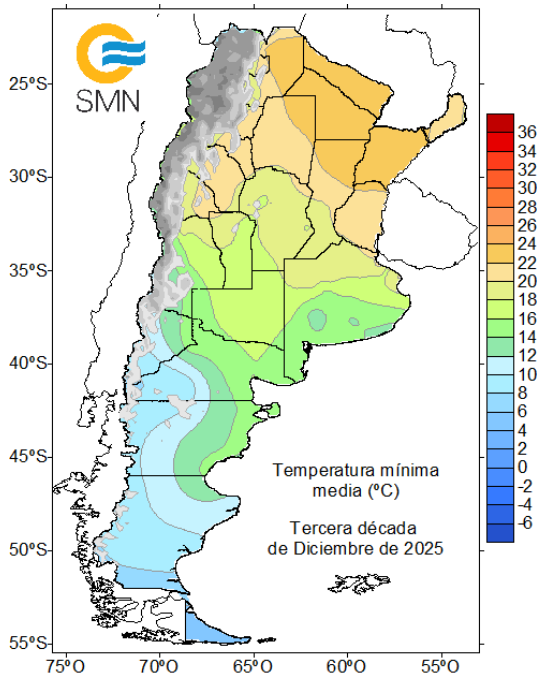 SMN
25°S
30°S
35°S
40°S
45°S
50°S
55°S
75°O
70°O
65°O
60°O
55°O
36
34
32
30
28
26
24
22
20
18
16
14
12
10
8
6
4
2
0
-2
-4
-6
Temperatura mínima
media (ºC)
Tercera década
de Diciembre de 2025